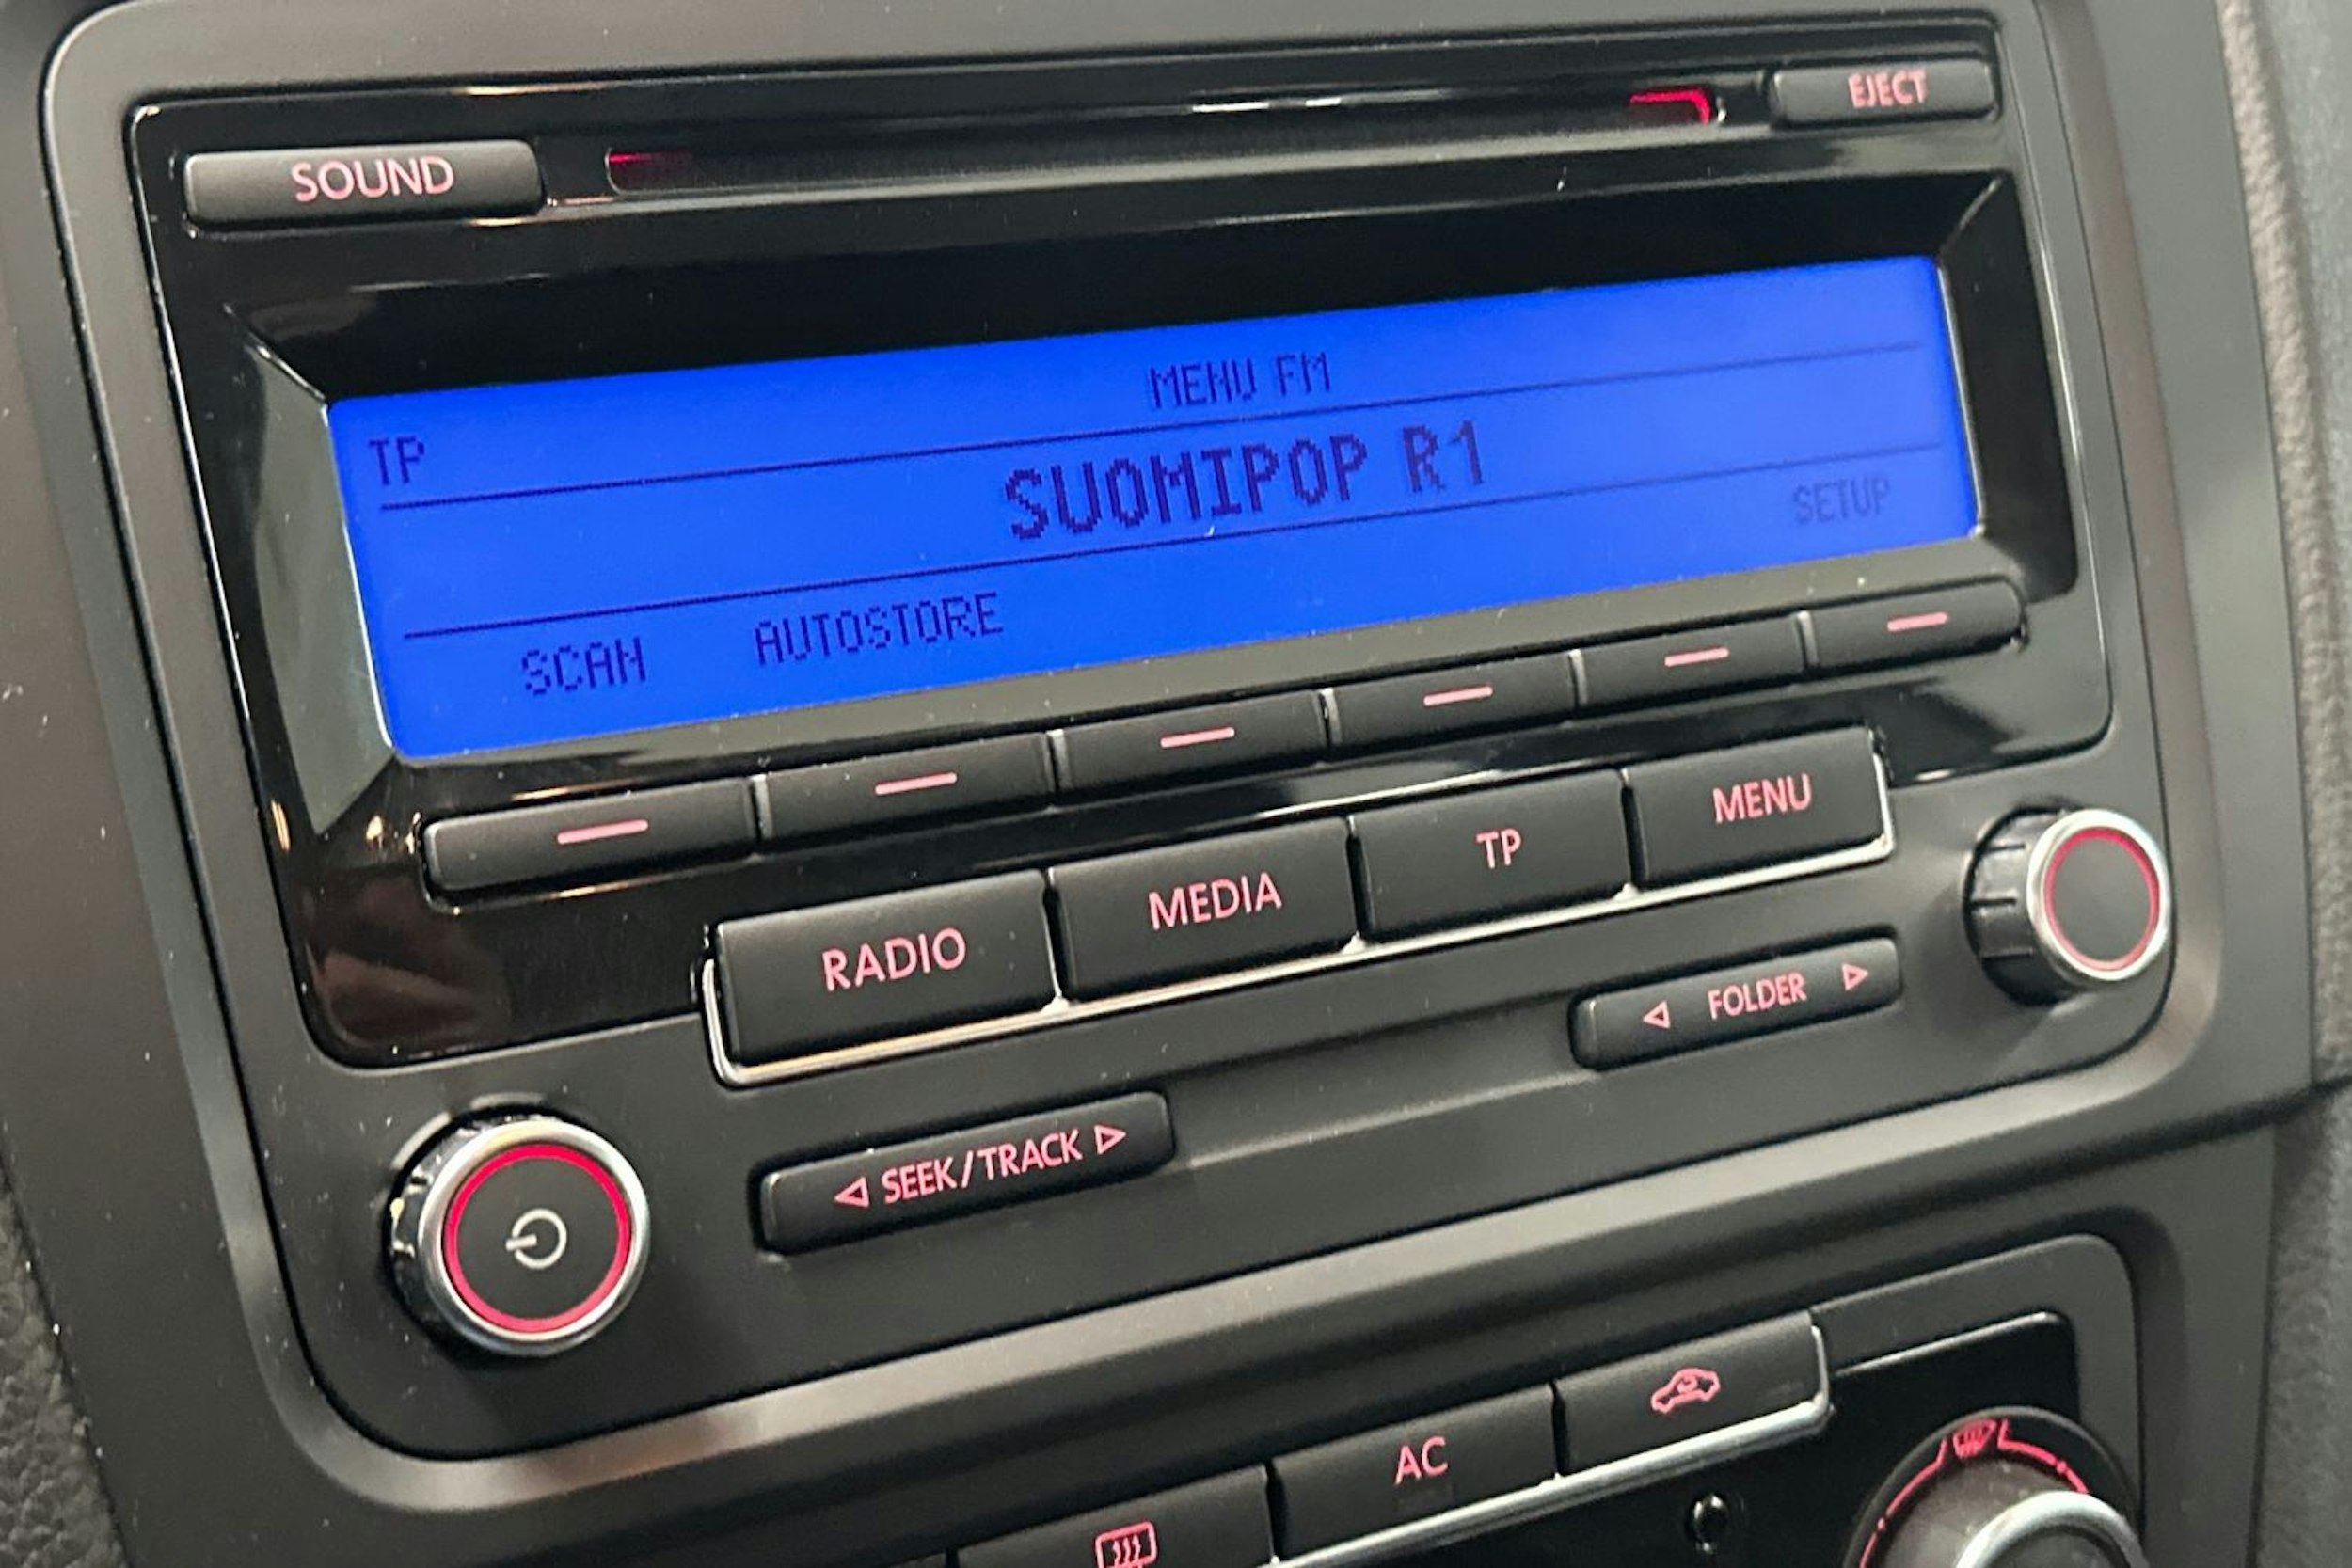 SOUND
EJECT
TP
MENU FM
SUOMIPOP R1
SCAN
AUTOSTORE
SETUP
RADIO
MEDIA
TP
MENU
FOLDER
SEEK/TRACK
AC